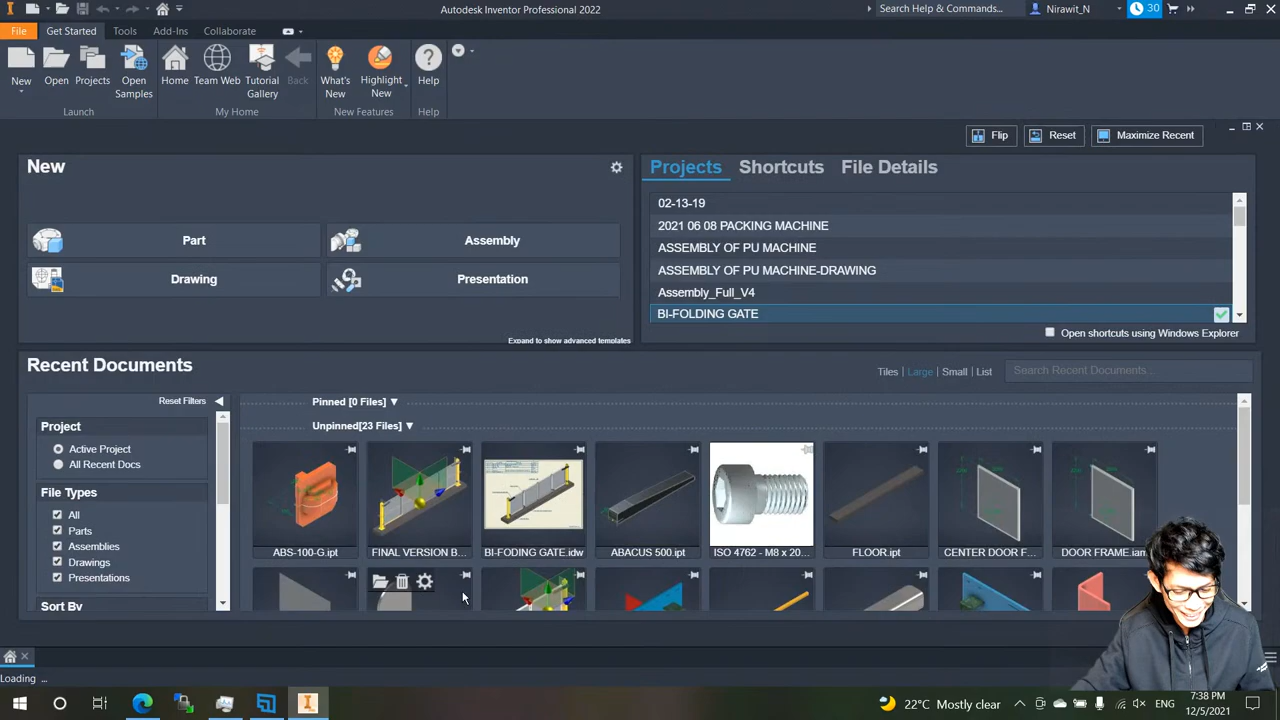 Autodesk Inventor Professional 2022
Search Help & Commands...
Nirawit_N
30
File
Get Started
Tools
Add-Ins
Collaborate
New
Open
Projects
Open Samples
Home
Team Web
Tutorial Gallery
Back
What's New
Highlight New
Help
Launch
My Home
New Features
Help
Flip
Reset
Maximize Recent
New
Part
Assembly
Drawing
Presentation
Expand to show advanced templates
Projects
Shortcuts
File Details
02-13-19
2021 06 08 PACKING MACHINE
ASSEMBLY OF PU MACHINE
ASSEMBLY OF PU MACHINE-DRAWING
Assembly_Full_V4
BI-FOLDING GATE
Open shortcuts using Windows Explorer
Recent Documents
Tiles
Large
Small
List
Search Recent Documents...
Reset Filters
Project
Active Project
All Recent Docs
File Types
All
Parts
Assemblies
Drawings
Presentations
Sort By
Pinned [0 Files]
Unpinned[23 Files]
ABS-100-G.ipt
FINAL VERSION B...
BI-FODING GATE.idw
ABACUS 500.ipt
ISO 4762 - M8 x 20...
FLOOR.ipt
CENTER DOOR F...
DOOR FRAME.iam
Loading ...
22°C Mostly clear
7:38 PM
12/5/2021